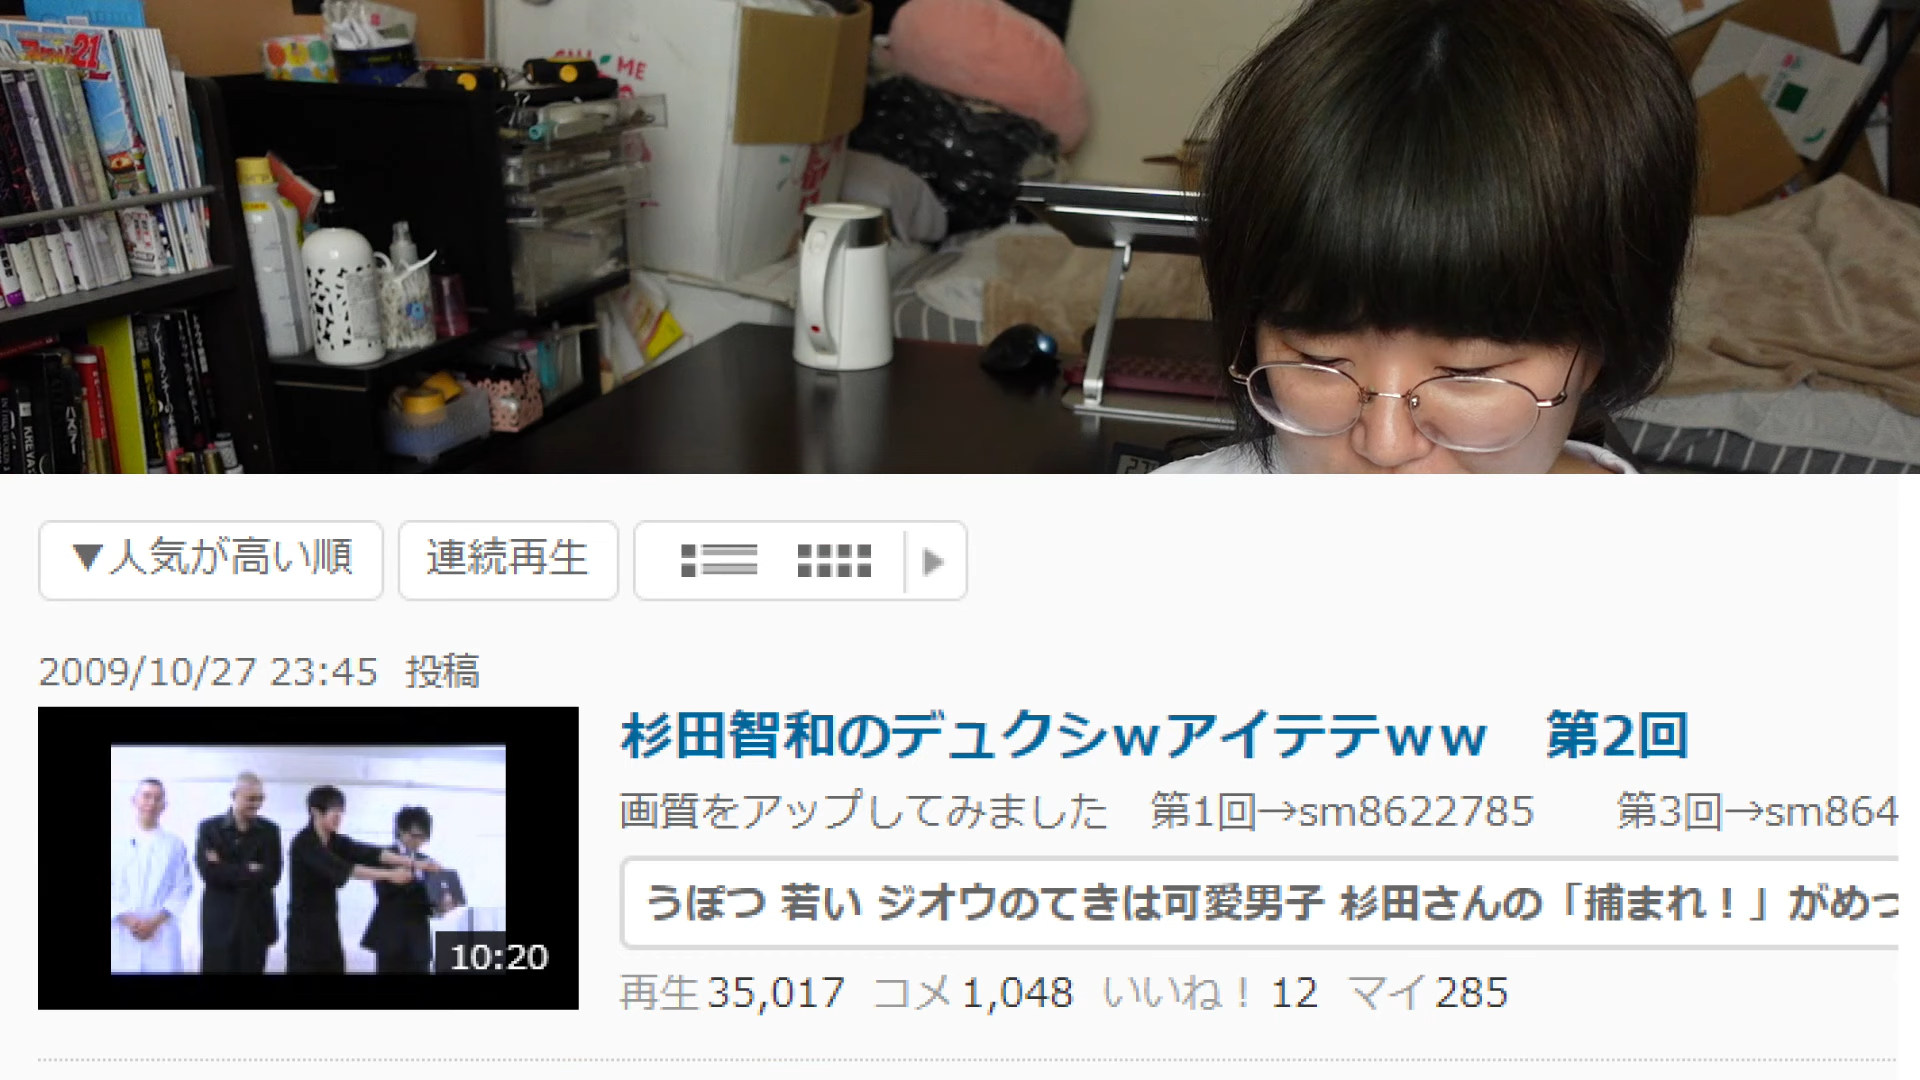 21
ME
▼人気が高い順
連続再生
2009/10/27 23:45 投稿
杉田智和のデュクシwアイテテww 第2回
画質をアップしてみました 第1回→sm8622785 第3回→sm864
うぽつ 若い ジオウのてきは可愛男子 杉田さんの「捕まれ！」がめっ
10:20
再生 35,017 コメ 1,048 いいね！ 12 マイ 285